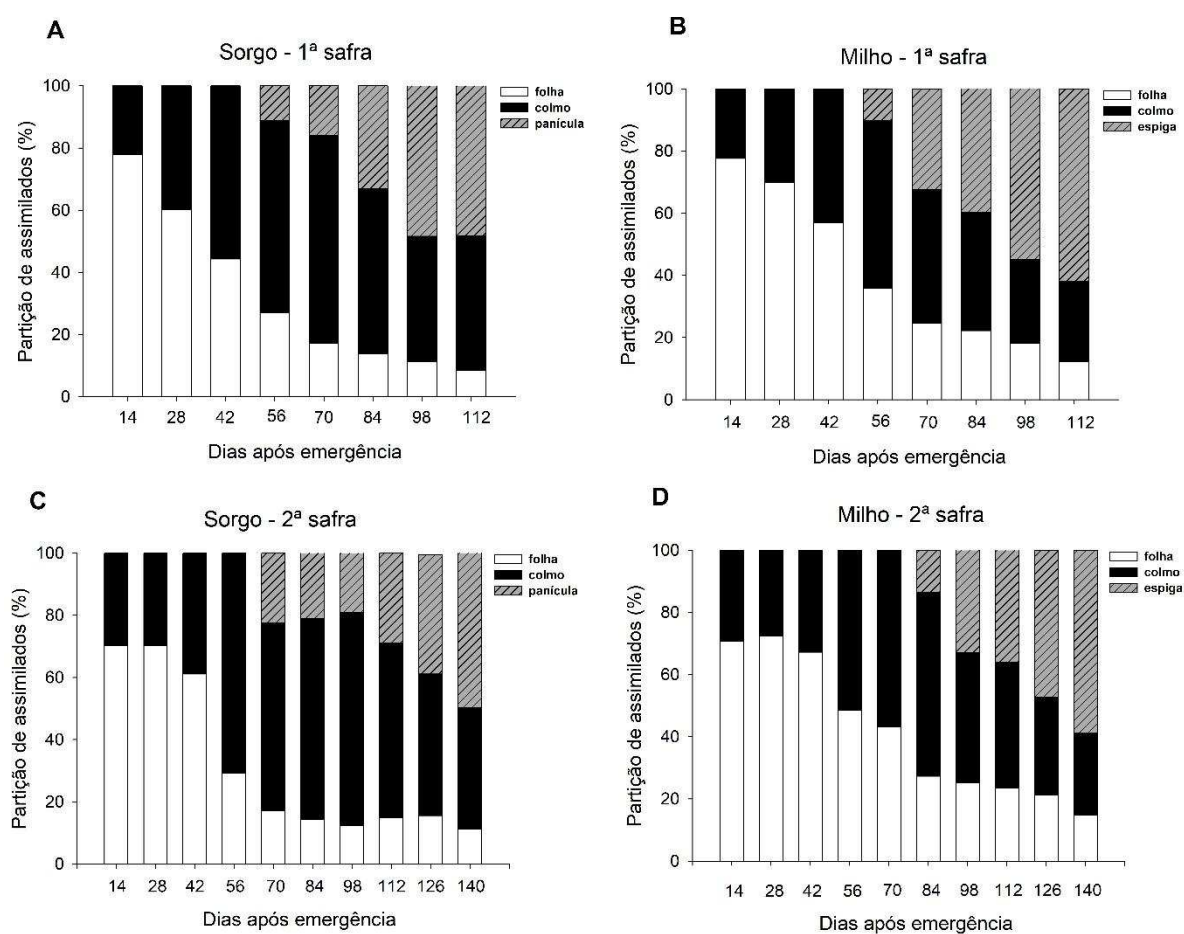 A
Sorgo - 1ª safra
Partição de assimilados (%)
100
80
60
40
20
0
folha
colmo
panícula
14 28 42 56 70 84 98 112
Dias após emergência
B
Milho - 1ª safra
Partição de assimilados (%)
100
80
60
40
20
0
folha
colmo
espiga
14 28 42 56 70 84 98 112
Dias após emergência
C
Sorgo - 2ª safra
Partição de assimilados (%)
100
80
60
40
20
0
folha
colmo
panícula
14 28 42 56 70 84 98 112 126 140
Dias após emergência
D
Milho - 2ª safra
Partição de assimilados (%)
100
80
60
40
20
0
folha
colmo
espiga
14 28 42 56 70 84 98 112 126 140
Dias após emergência